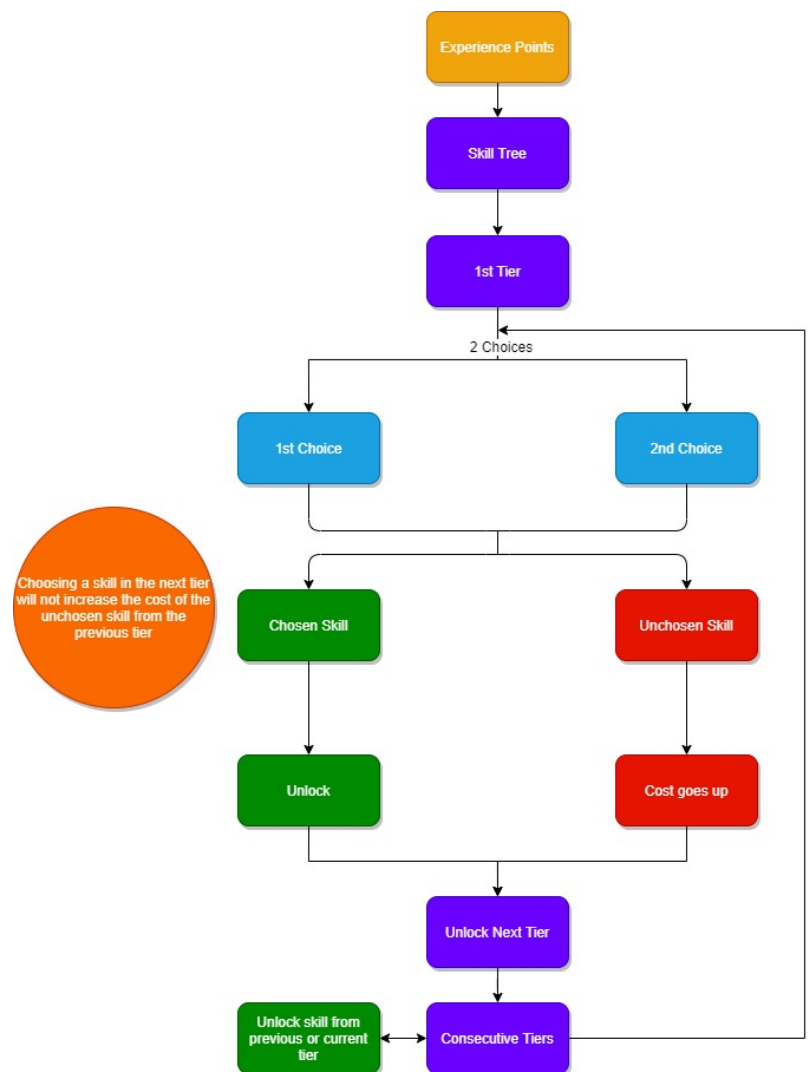 Experience Points
Skill Tree
1st Tier
2 Choices
1st Choice
2nd Choice
Choosing a skill in the next tier
will not increase the cost of the
unchosen skill from the
previous tier
Chosen Skill
Unchosen Skill
Unlock
Cost goes up
Unlock Next Tier
Unlock skill from
previous or current
tier
Consecutive Tiers